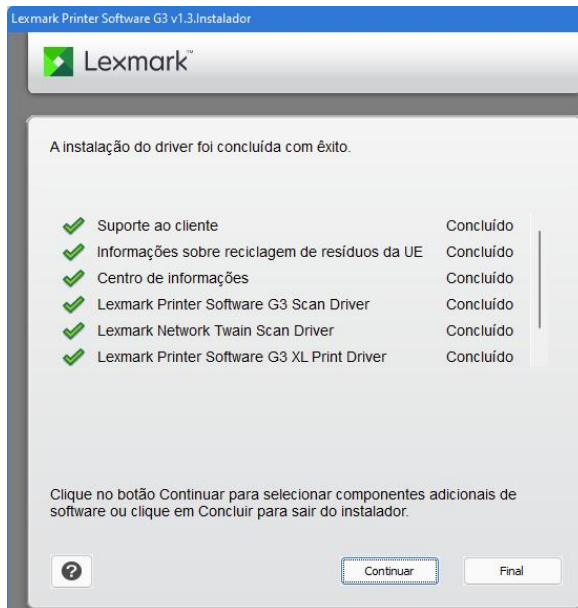 Lexmark Printer Software G3 v1.3.Instalador
Lexmark™
A instalação do driver foi concluída com êxito.
Suporte ao cliente Concluído
Informações sobre reciclagem de resíduos da UE Concluído
Centro de informações Concluído
Lexmark Printer Software G3 Scan Driver Concluído
Lexmark Network Twain Scan Driver Concluído
Lexmark Printer Software G3 XL Print Driver Concluído
Clique no botão Continuar para selecionar componentes adicionais de
software ou clique em Concluir para sair do instalador.
? Continuar Final